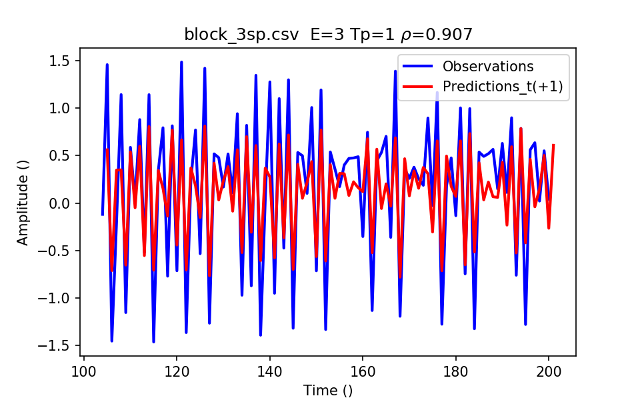 block_3sp.csv  E=3 Tp=1 ρ=0.907
Observations
Predictions_t(+1)
Amplitude ()
1.5
1.0
0.5
0.0
−0.5
−1.0
−1.5
100 120 140 160 180 200
Time ()